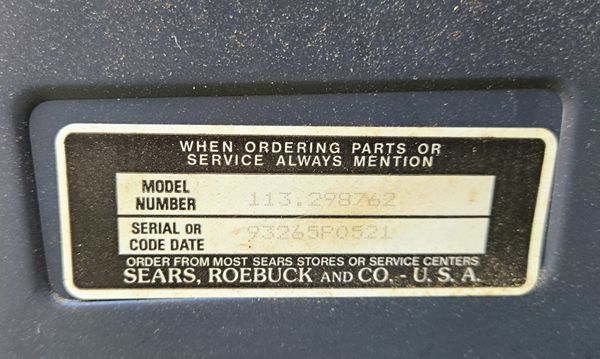 WHEN ORDERING PARTS OR
SERVICE ALWAYS MENTION
MODEL
NUMBER 113.298762
SERIAL OR
CODE DATE 93265P0521
ORDER FROM MOST SEARS STORES OR SERVICE CENTERS
SEARS, ROEBUCK AND CO. - U. S. A.